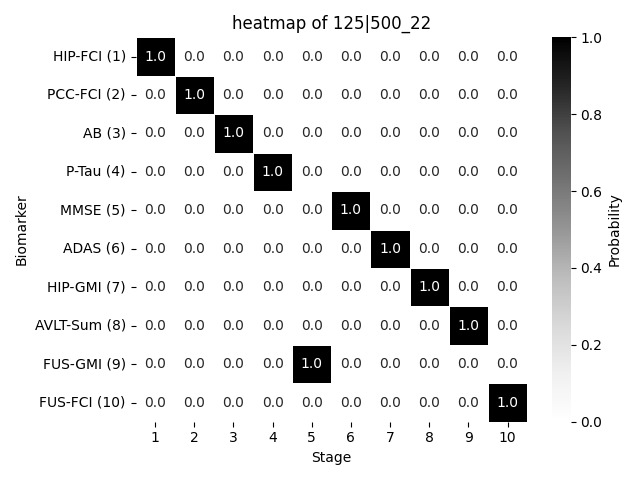 heatmap of 125|500_22
HIP-FCI (1) 1.0 0.0 0.0 0.0 0.0 0.0 0.0 0.0 0.0 0.0
PCC-FCI (2) 0.0 1.0 0.0 0.0 0.0 0.0 0.0 0.0 0.0 0.0
AB (3) 0.0 0.0 1.0 0.0 0.0 0.0 0.0 0.0 0.0 0.0
P-Tau (4) 0.0 0.0 0.0 1.0 0.0 0.0 0.0 0.0 0.0 0.0
MMSE (5) 0.0 0.0 0.0 0.0 0.0 1.0 0.0 0.0 0.0 0.0
ADAS (6) 0.0 0.0 0.0 0.0 0.0 0.0 1.0 0.0 0.0 0.0
HIP-GMI (7) 0.0 0.0 0.0 0.0 0.0 0.0 0.0 1.0 0.0 0.0
AVLT-Sum (8) 0.0 0.0 0.0 0.0 0.0 0.0 0.0 0.0 1.0 0.0
FUS-GMI (9) 0.0 0.0 0.0 0.0 1.0 0.0 0.0 0.0 0.0 0.0
FUS-FCI (10) 0.0 0.0 0.0 0.0 0.0 0.0 0.0 0.0 0.0 1.0
1 2 3 4 5 6 7 8 9 10
Stage
Biomarker
1.0
0.8
0.6
0.4
0.2
0.0
Probability